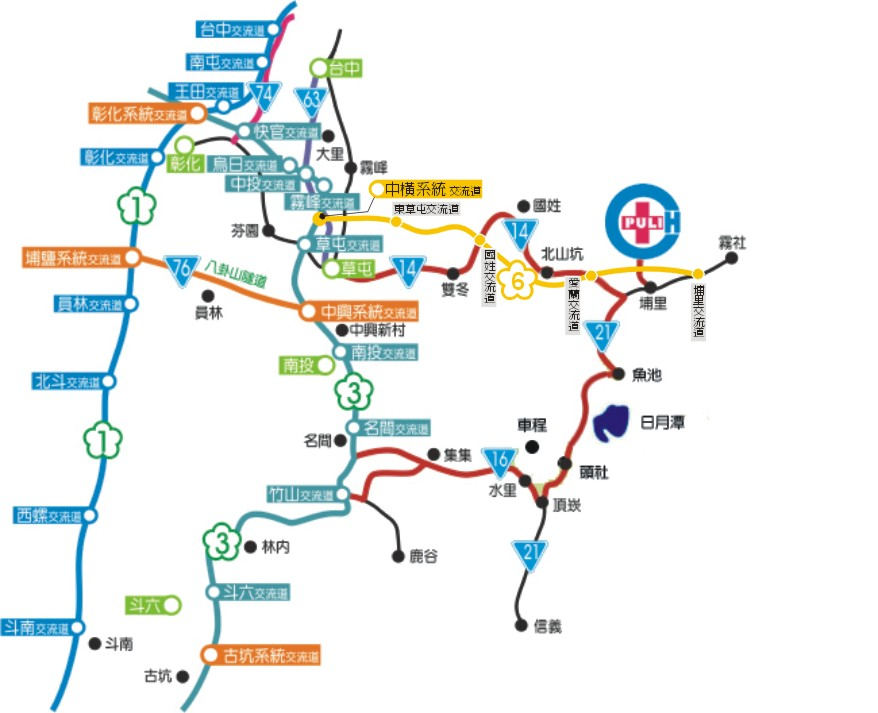 台中交流道
南屯交流道
王田交流道
74
63
台中
彰化系統交流道
快官交流道
大里
彰化交流道
彰化
烏日交流道
霧峰
中投交流道
中橫系統 交流道
1
霧峰交流道
東草屯交流道
國姓
PULI
H
芬園
草屯交流道
14
霧社
埔鹽系統交流道
76
八卦山隧道
草屯
14
雙冬
國姓交流道
6
北山坑
愛蘭交流道
埔里
埔里交流道
員林交流道
員林
中興系統交流道
中興新村
21
南投
南投交流道
魚池
北斗交流道
3
日月潭
1
名間
名間交流道
車程
集集
16
頭社
竹山交流道
水里
頂崁
西螺交流道
3
林內
鹿谷
21
斗六交流道
斗六
斗南交流道
斗南
信義
古坑系統交流道
古坑